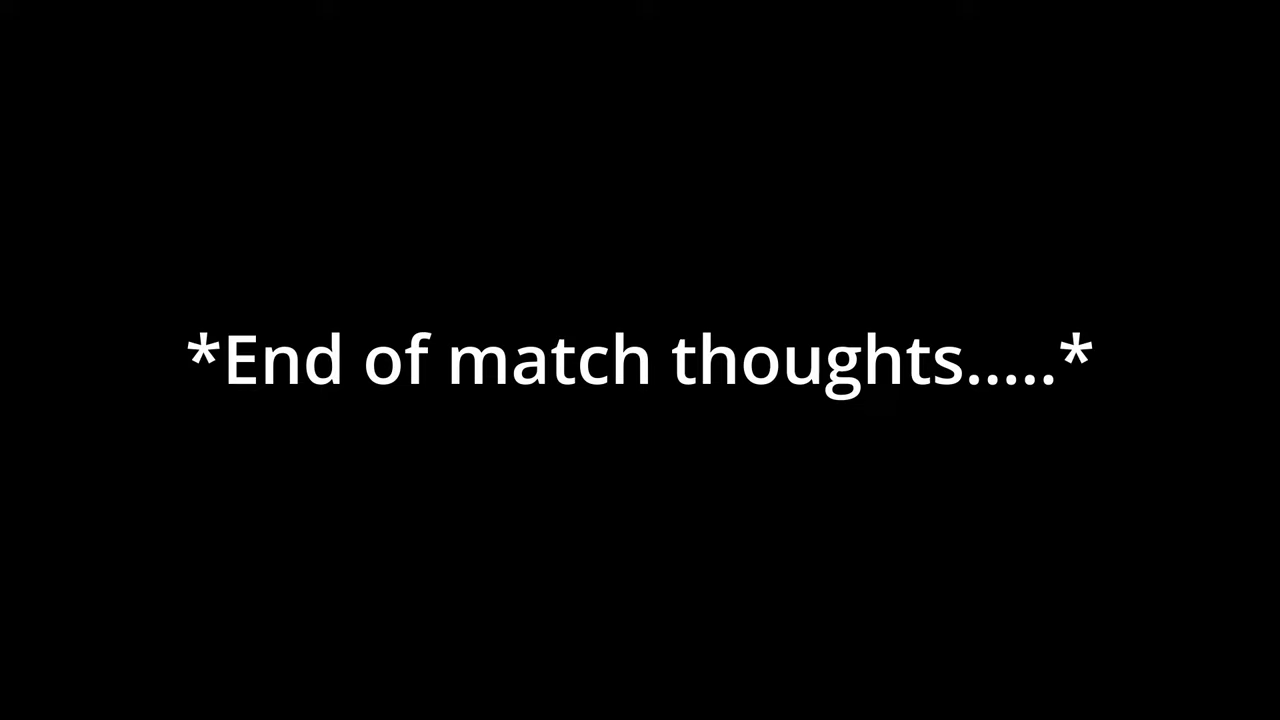 *End of match thoughts.....*